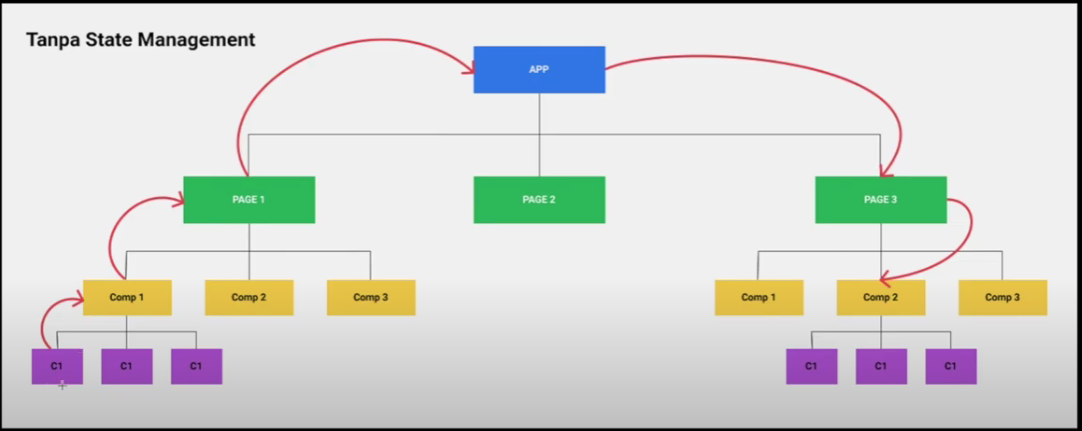 Tanpa State Management
APP
PAGE 1
PAGE 2
PAGE 3
Comp 1
Comp 2
Comp 3
Comp 1
Comp 2
Comp 3
C1
C1
C1
C1
C1
C1